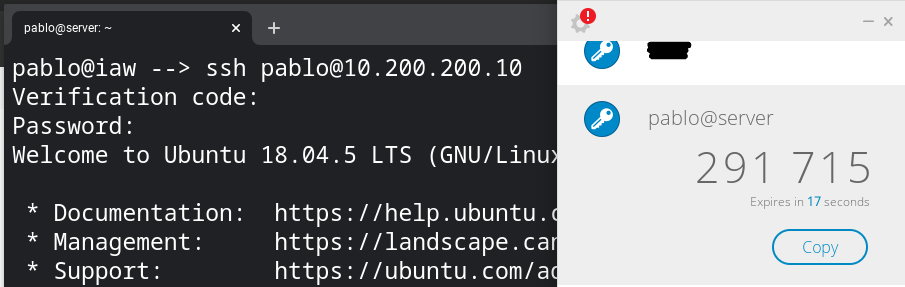 pablo@server: ~
pablo@iaw --> ssh pablo@10.200.200.10
Verification code:
Password:
Welcome to Ubuntu 18.04.5 LTS (GNU/Linux
* Documentation: https://help.ubuntu.c
* Management: https://landscape.can
* Support: https://ubuntu.com/ad
pablo@server
291 715
Expires in 17 seconds
Copy